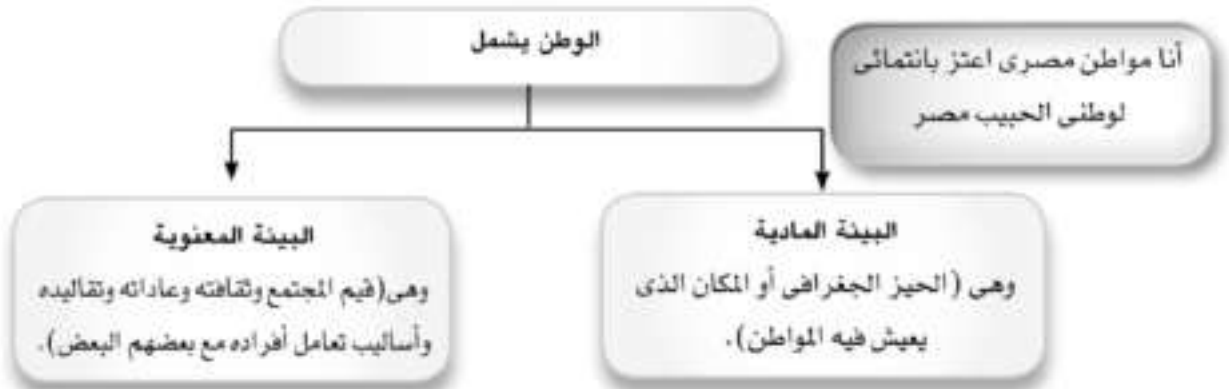 الوطن يشمل
أنا مواطن مصرى اعتز بانتمائى
لوطنى الحبيب مصر
البيئة المادية
وهى (الحيز الجغرافى أو المكان الذى
يعيش فيه المواطن).
البيئة المعنوية
وهى(قيم المجتمع وثقافته وعاداته وتقاليده
وأساليب تعامل أفراده مع بعضهم البعض).